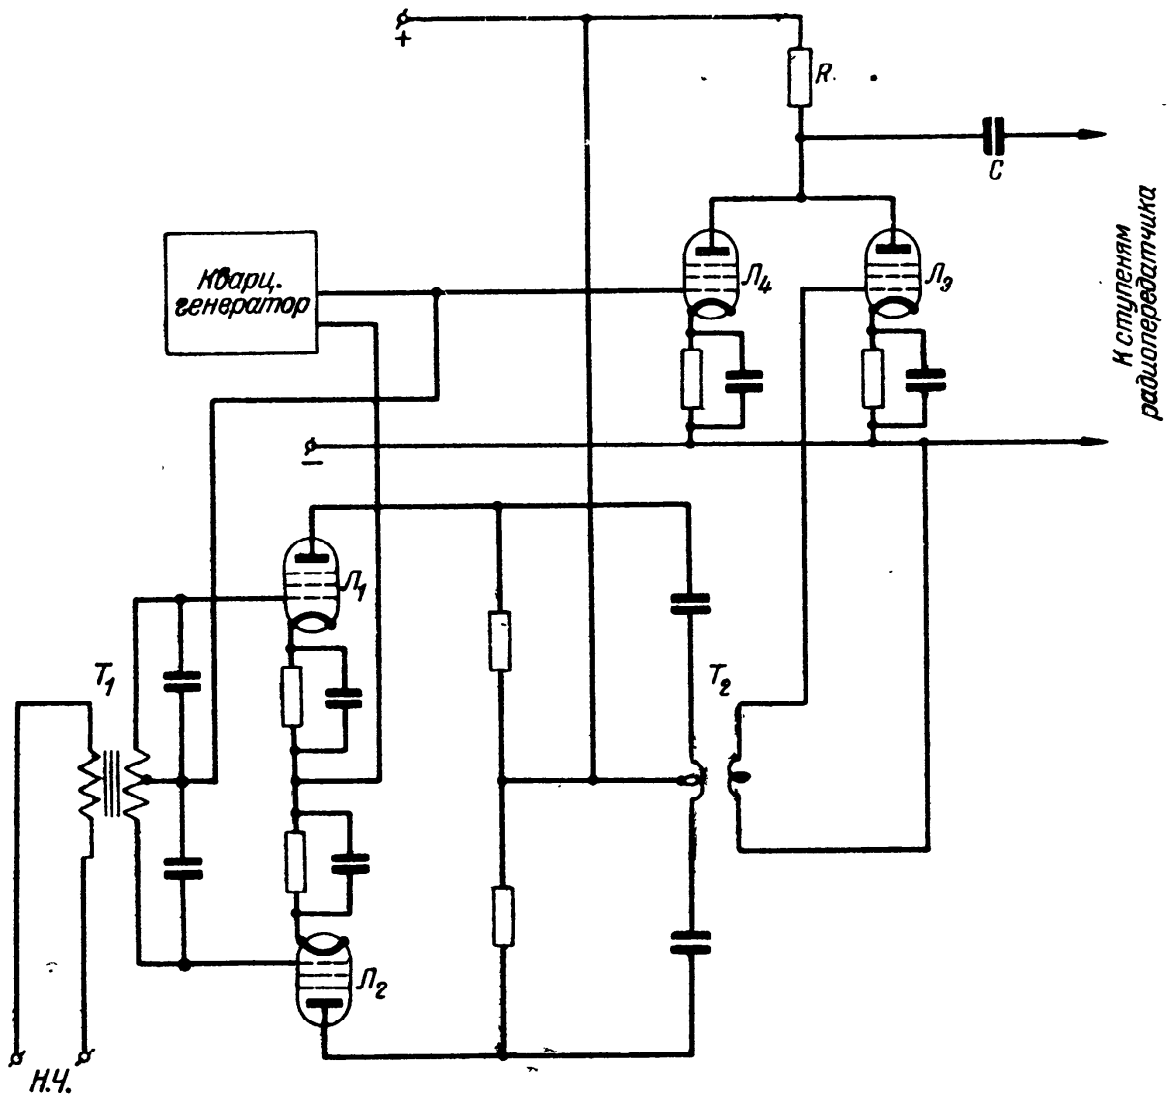 +
R.
C
Кварц.
генератор
Л4
Л3
К ступеням
радиопередатчика
−
Л1
Т1
Т2
Л2
Н.Ч.